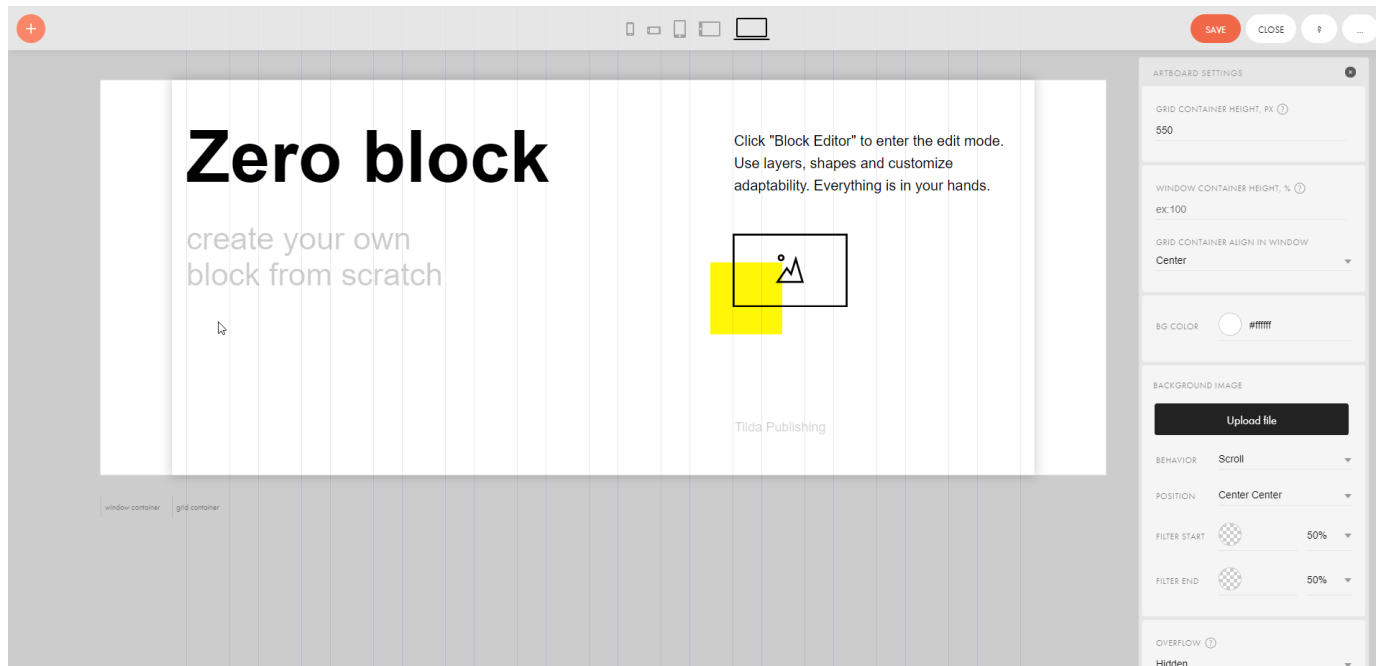 +
SAVE
CLOSE
...
Zero block
create your own
block from scratch
Click "Block Editor" to enter the edit mode.
Use layers, shapes and customize
adaptability. Everything is in your hands.
Tilda Publishing
window container
grid container
ARTBOARD SETTINGS
GRID CONTAINER HEIGHT, PX ?
550
WINDOW CONTAINER HEIGHT, % ?
ex:100
GRID CONTAINER ALIGN IN WINDOW
Center
BG COLOR #ffffff
BACKGROUND IMAGE
Upload file
BEHAVIOR Scroll
POSITION Center Center
FILTER START 50%
FILTER END 50%
OVERFLOW ?
Hidden